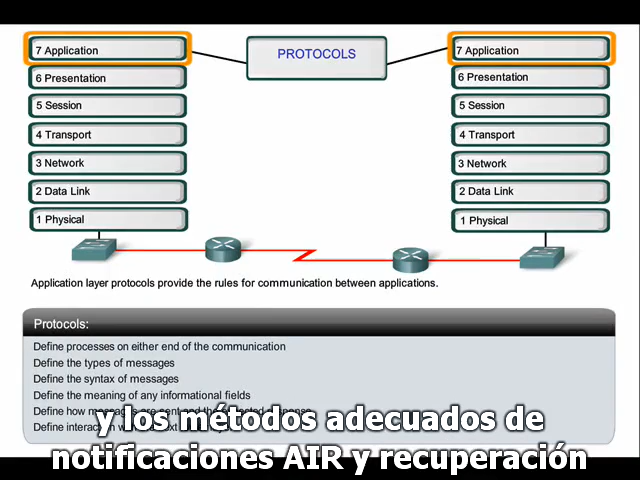 7 Application
PROTOCOLS
7 Application
6 Presentation
6 Presentation
5 Session
5 Session
4 Transport
4 Transport
3 Network
3 Network
2 Data Link
2 Data Link
1 Physical
1 Physical
Application layer protocols provide the rules for communication between applications.
Protocols:
Define processes on either end of the communication
Define the types of messages
Define the syntax of messages
Define the meaning of any informational fields
Define how
Define
y los métodos adecuados de
notificaciones AIR y recuperación